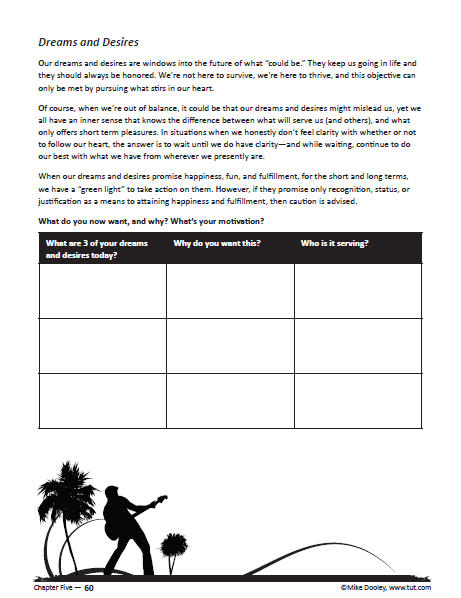 Dreams and Desires
Our dreams and desires are windows into the future of what “could be.” They keep us going in life and
they should always be honored. We’re not here to survive, we’re here to thrive, and this objective can
only be met by pursuing what stirs in our heart.
Of course, when we’re out of balance, it could be that our dreams and desires might mislead us, yet we
all have an inner sense that knows the difference between what will serve us (and others), and what
only offers short term pleasures. In situations when we honestly don’t feel clarity with whether or not
to follow our heart, the answer is to wait until we do have clarity—and while waiting, continue to do
our best with what we have from wherever we presently are.
When our dreams and desires promise happiness, fun, and fulfillment, for the short and long terms,
we have a “green light” to take action on them. However, if they promise only recognition, status, or
justification as a means to attaining happiness and fulfillment, then caution is advised.
What do you now want, and why? What’s your motivation?
What are 3 of your dreams
and desires today?
Why do you want this?
Who is it serving?
Chapter Five — 60
©Mike Dooley, www.tut.com